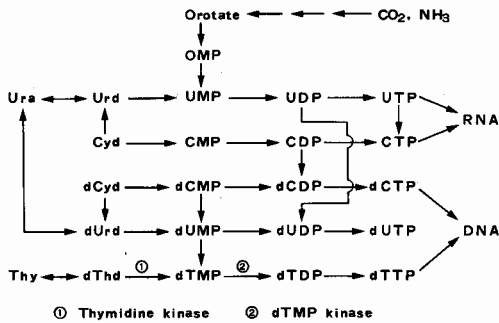 Orotate CO₂, NH₃
OMP
Ura Urd UMP UDP UTP
RNA
Cyd CMP CDP CTP
dCyd dCMP dCDP dCTP
dUrd dUMP dUDP dUTP DNA
① ②
Thy dThd dTMP dTDP dTTP
① Thymidine kinase ② dTMP kinase